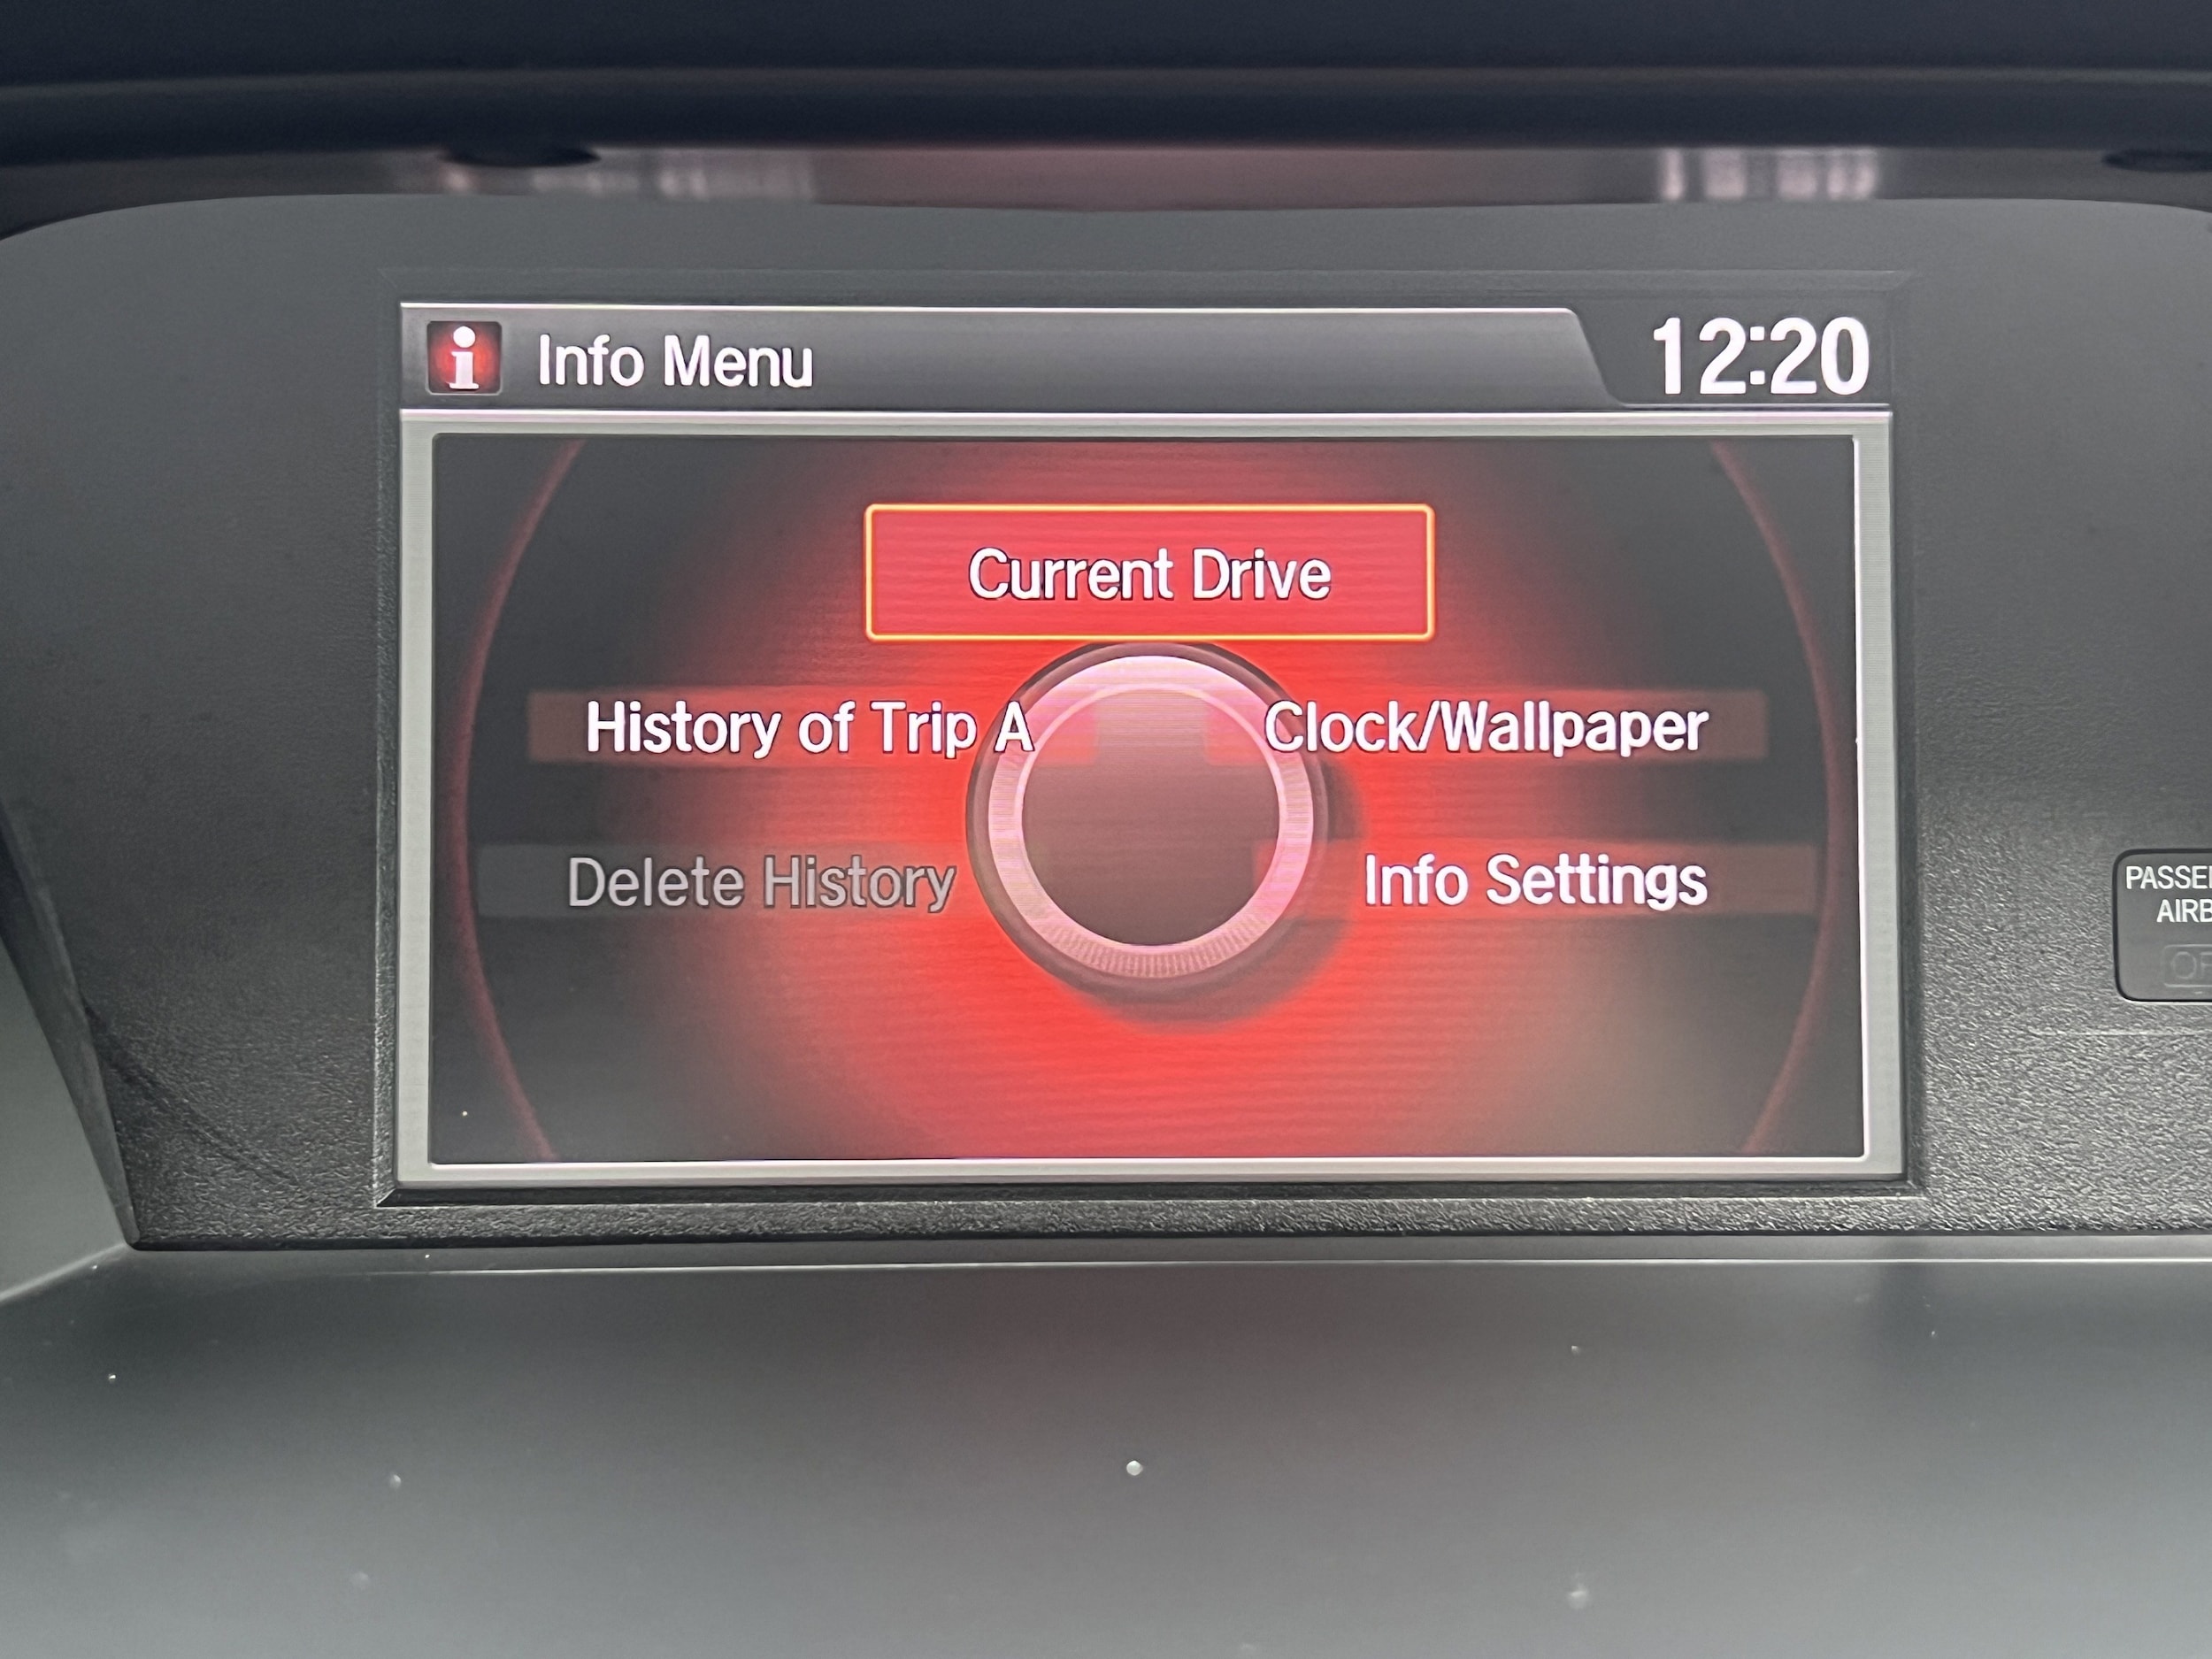 Info Menu
12:20
Current Drive
History of Trip A
Clock/Wallpaper
Delete History
Info Settings